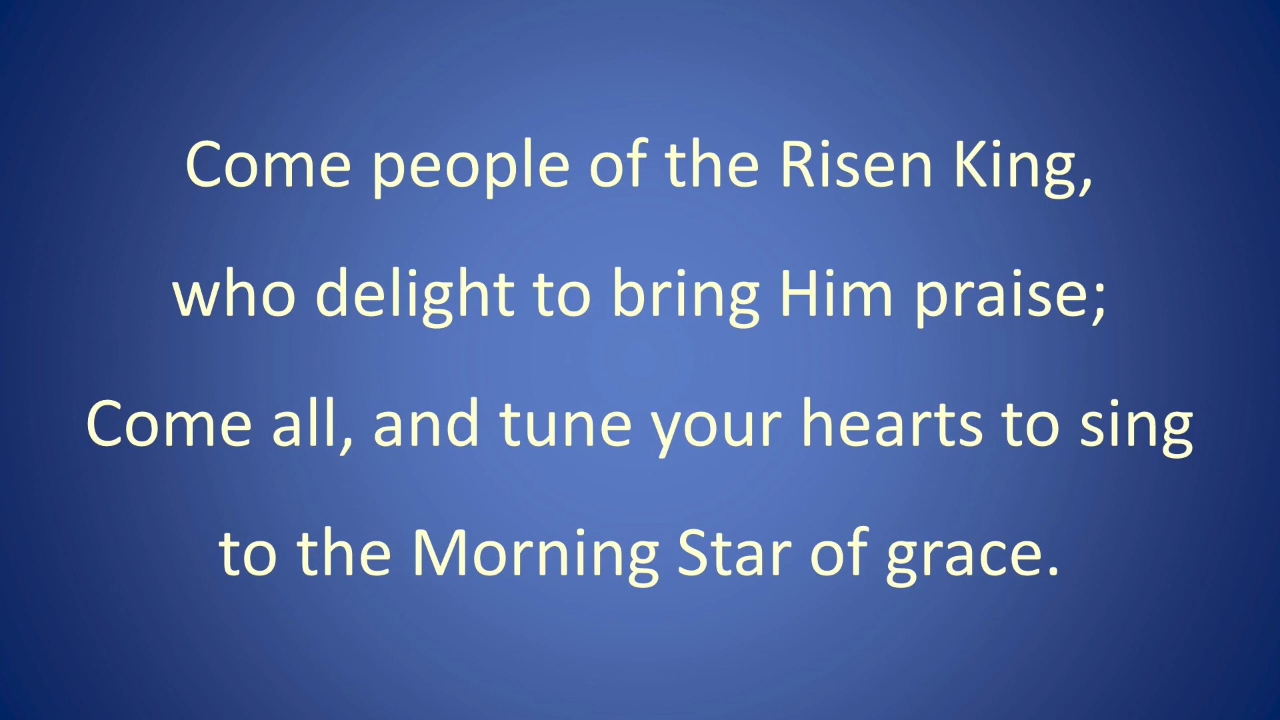 Come people of the Risen King,
who delight to bring Him praise;
Come all, and tune your hearts to sing
to the Morning Star of grace.